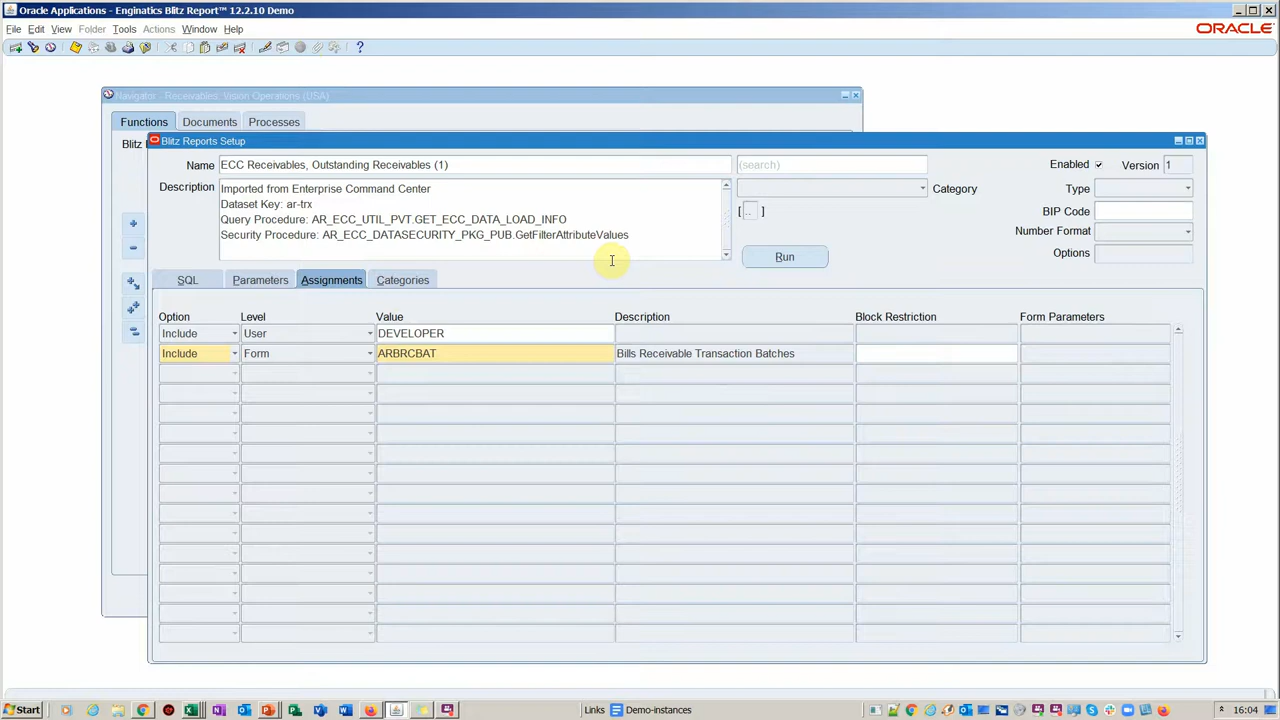 Oracle Applications - Enginatics Blitz Report™ 12.2.10 Demo
File Edit View Folder Tools Actions Window Help
ORACLE
Navigator - Receivables: Vision Operations (USA)
Functions Documents Processes
Blitz
Blitz Reports Setup
Name ECC Receivables, Outstanding Receivables (1) (search) Enabled Version 1
Description Imported from Enterprise Command Center Category Type
Dataset Key: ar-trx
[ .. ] BIP Code
Query Procedure: AR_ECC_UTIL_PVT.GET_ECC_DATA_LOAD_INFO
Number Format
Security Procedure: AR_ECC_DATASECURITY_PKG_PUB.GetFilterAttributeValues
Options
Run
SQL Parameters Assignments Categories
Option Level Value Description Block Restriction Form Parameters
Include User DEVELOPER
Include Form ARBRCBAT Bills Receivable Transaction Batches
Start Links Demo-instances 16:04